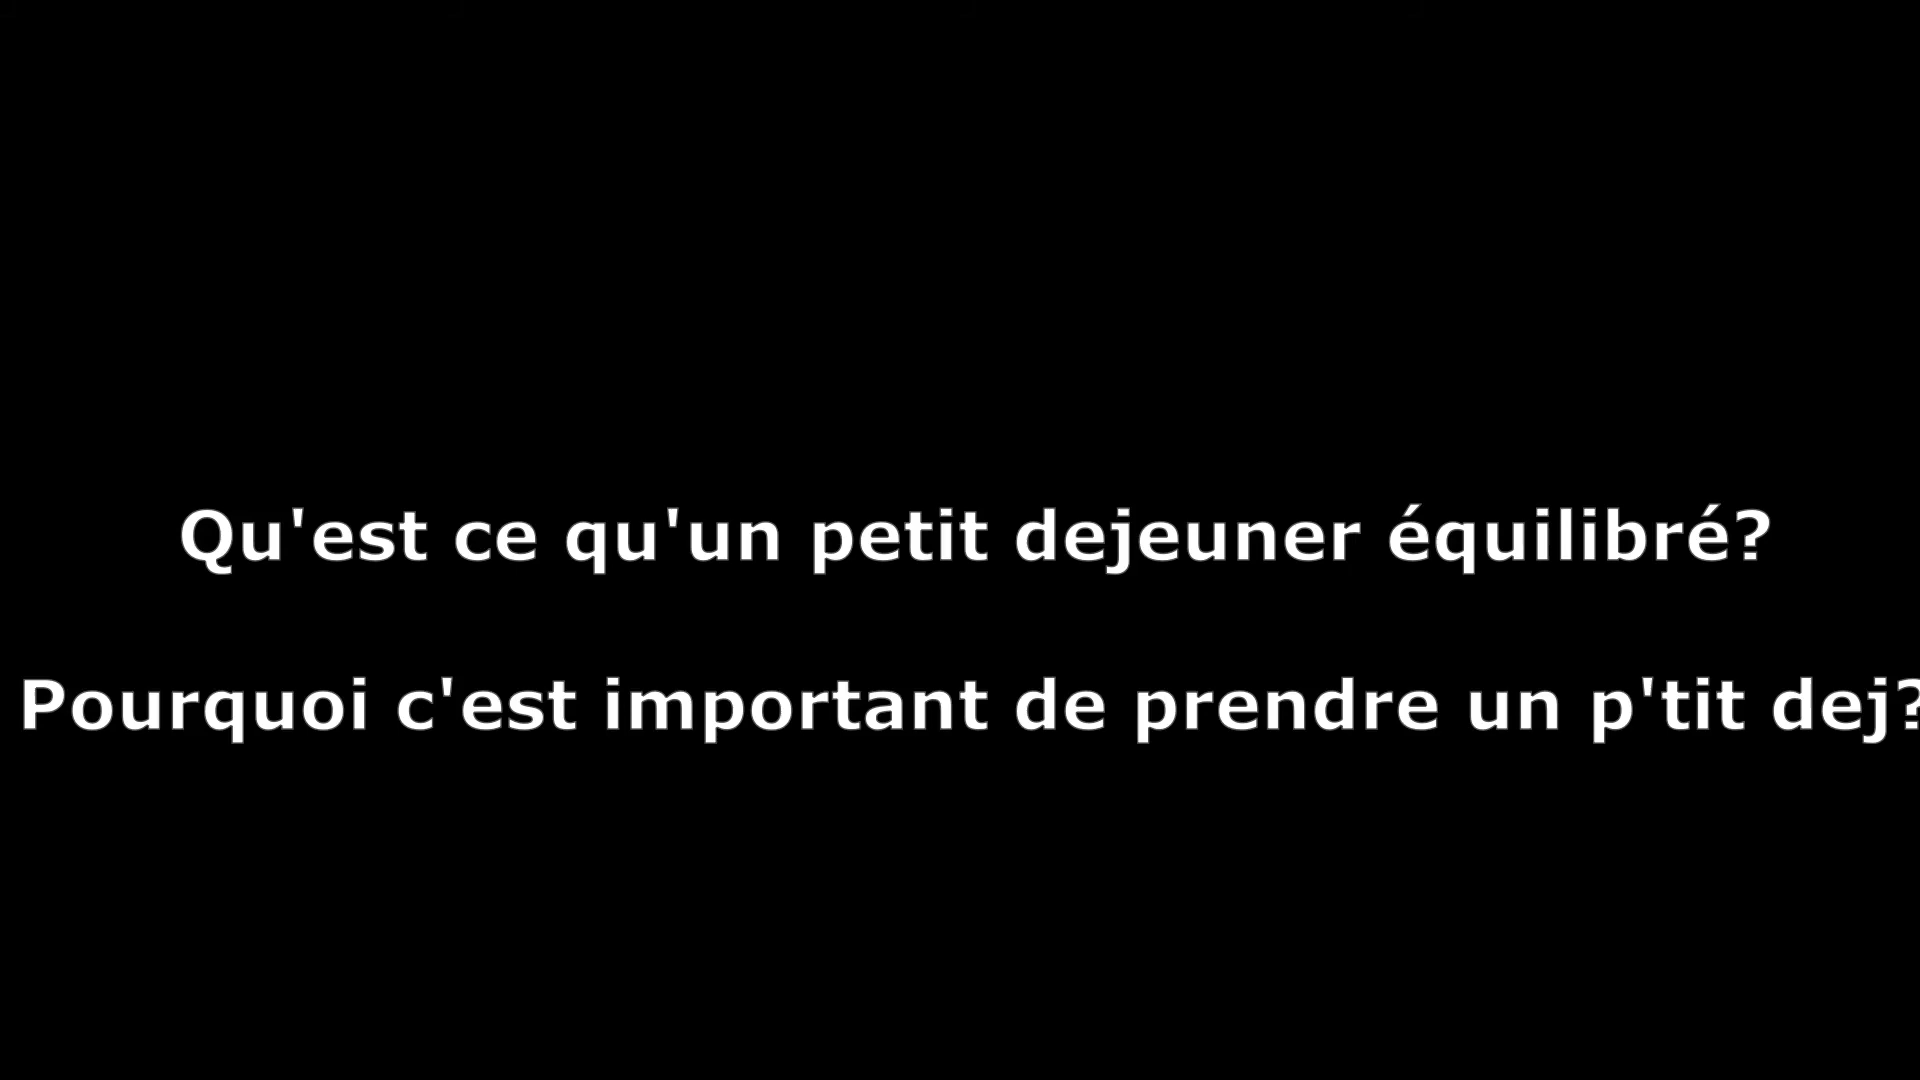 Qu'est ce qu'un petit dejeuner équilibré?
Pourquoi c'est important de prendre un p'tit dej?